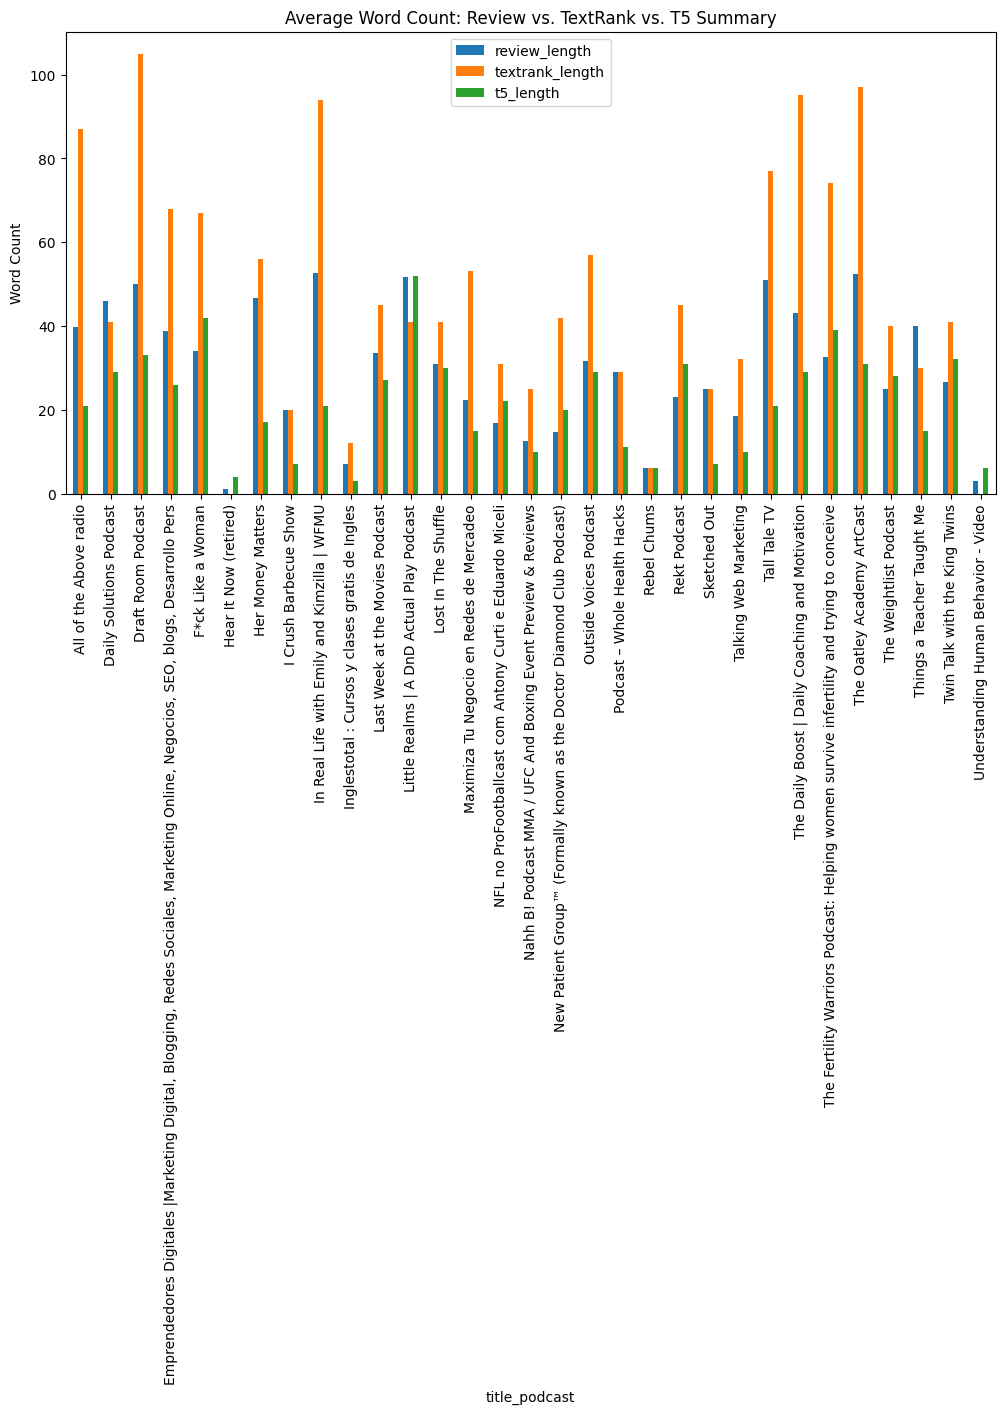 Average Word Count: Review vs. TextRank vs. T5 Summary
review_length
textrank_length
t5_length
Word Count
100
80
60
40
20
0
All of the Above radio
Daily Solutions Podcast
Draft Room Podcast
Emprendedores Digitales |Marketing Digital, Blogging, Redes Sociales, Marketing Online, Negocios, SEO, blogs, Desarrollo Pers
F*ck Like a Woman
Hear It Now (retired)
Her Money Matters
I Crush Barbecue Show
In Real Life with Emily and Kimzilla | WFMU
Inglestotal : Cursos y clases gratis de Ingles
Last Week at the Movies Podcast
Little Realms | A DnD Actual Play Podcast
Lost In The Shuffle
Maximiza Tu Negocio en Redes de Mercadeo
NFL no ProFootballcast com Antony Curti e Eduardo Miceli
Nahh B! Podcast MMA / UFC And Boxing Event Preview & Reviews
New Patient Group™ (Formally known as the Doctor Diamond Club Podcast)
Outside Voices Podcast
Podcast – Whole Health Hacks
Rebel Chums
Rekt Podcast
Sketched Out
Talking Web Marketing
Tall Tale TV
The Daily Boost | Daily Coaching and Motivation
The Fertility Warriors Podcast: Helping women survive infertility and trying to conceive
The Oatley Academy ArtCast
The Weightlist Podcast
Things a Teacher Taught Me
Twin Talk with the King Twins
Understanding Human Behavior - Video
title_podcast